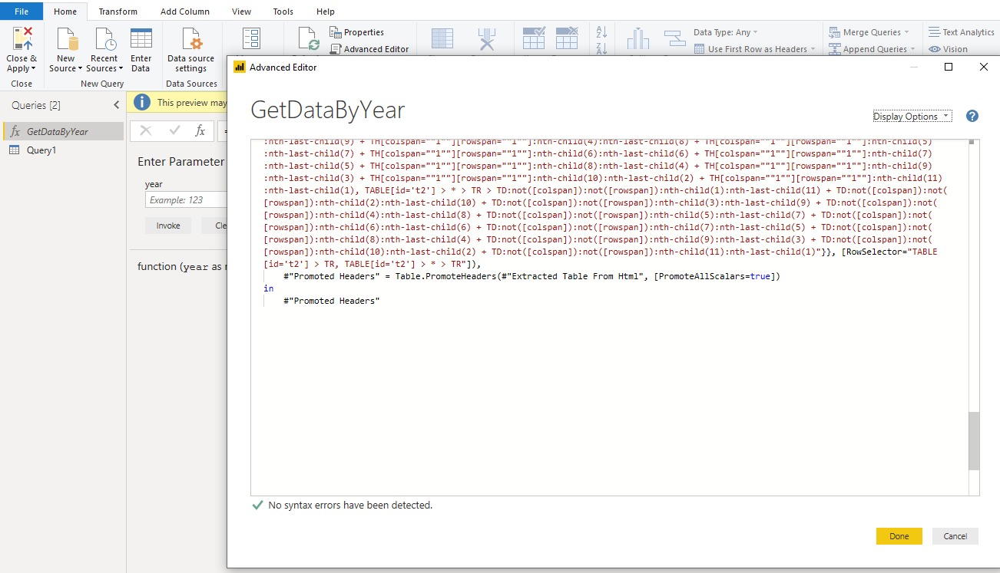 File Home Transform Add Column View Tools Help
Close & Apply
New Source
Recent Sources
Enter Data
Data source settings
Properties
Advanced Editor
Data Type: Any
Use First Row as Headers
Merge Queries
Append Queries
Text Analytics
Vision
Close New Query Data Sources
Queries [2]
GetDataByYear
Query1
This preview may
fx
=
Enter Parameter
year
Example: 123
Invoke Cle
function (year as
Advanced Editor
GetDataByYear
Display Options
?
:nth-last-child(9) + TH[colspan=""1""][rowspan=""1""]:nth-child(4):nth-last-child(8) + TH[colspan=""1""][rowspan=""1""]:nth-child(5)
:nth-last-child(7) + TH[colspan=""1""][rowspan=""1""]:nth-child(6):nth-last-child(6) + TH[colspan=""1""][rowspan=""1""]:nth-child(7)
:nth-last-child(5) + TH[colspan=""1""][rowspan=""1""]:nth-child(8):nth-last-child(4) + TH[colspan=""1""][rowspan=""1""]:nth-child(9)
:nth-last-child(3) + TH[colspan=""1""][rowspan=""1""]:nth-child(10):nth-last-child(2) + TH[colspan=""1""][rowspan=""1""]:nth-child(11)
:nth-last-child(1), TABLE[id='t2'] > * > TR > TD:not([colspan]):not([rowspan]):nth-child(1):nth-last-child(11) + TD:not([colspan]):not(
[rowspan]):nth-child(2):nth-last-child(10) + TD:not([colspan]):not([rowspan]):nth-child(3):nth-last-child(9) + TD:not([colspan]):not(
[rowspan]):nth-child(4):nth-last-child(8) + TD:not([colspan]):not([rowspan]):nth-child(5):nth-last-child(7) + TD:not([colspan]):not(
[rowspan]):nth-child(6):nth-last-child(6) + TD:not([colspan]):not([rowspan]):nth-child(7):nth-last-child(5) + TD:not([colspan]):not(
[rowspan]):nth-child(8):nth-last-child(4) + TD:not([colspan]):not([rowspan]):nth-child(9):nth-last-child(3) + TD:not([colspan]):not(
[rowspan]):nth-child(10):nth-last-child(2) + TD:not([colspan]):not([rowspan]):nth-child(11):nth-last-child(1)"}}, [RowSelector="TABLE
[id='t2'] > TR, TABLE[id='t2'] > * > TR"]),
#"Promoted Headers" = Table.PromoteHeaders(#"Extracted Table From Html", [PromoteAllScalars=true])
in
#"Promoted Headers"
No syntax errors have been detected.
Done Cancel